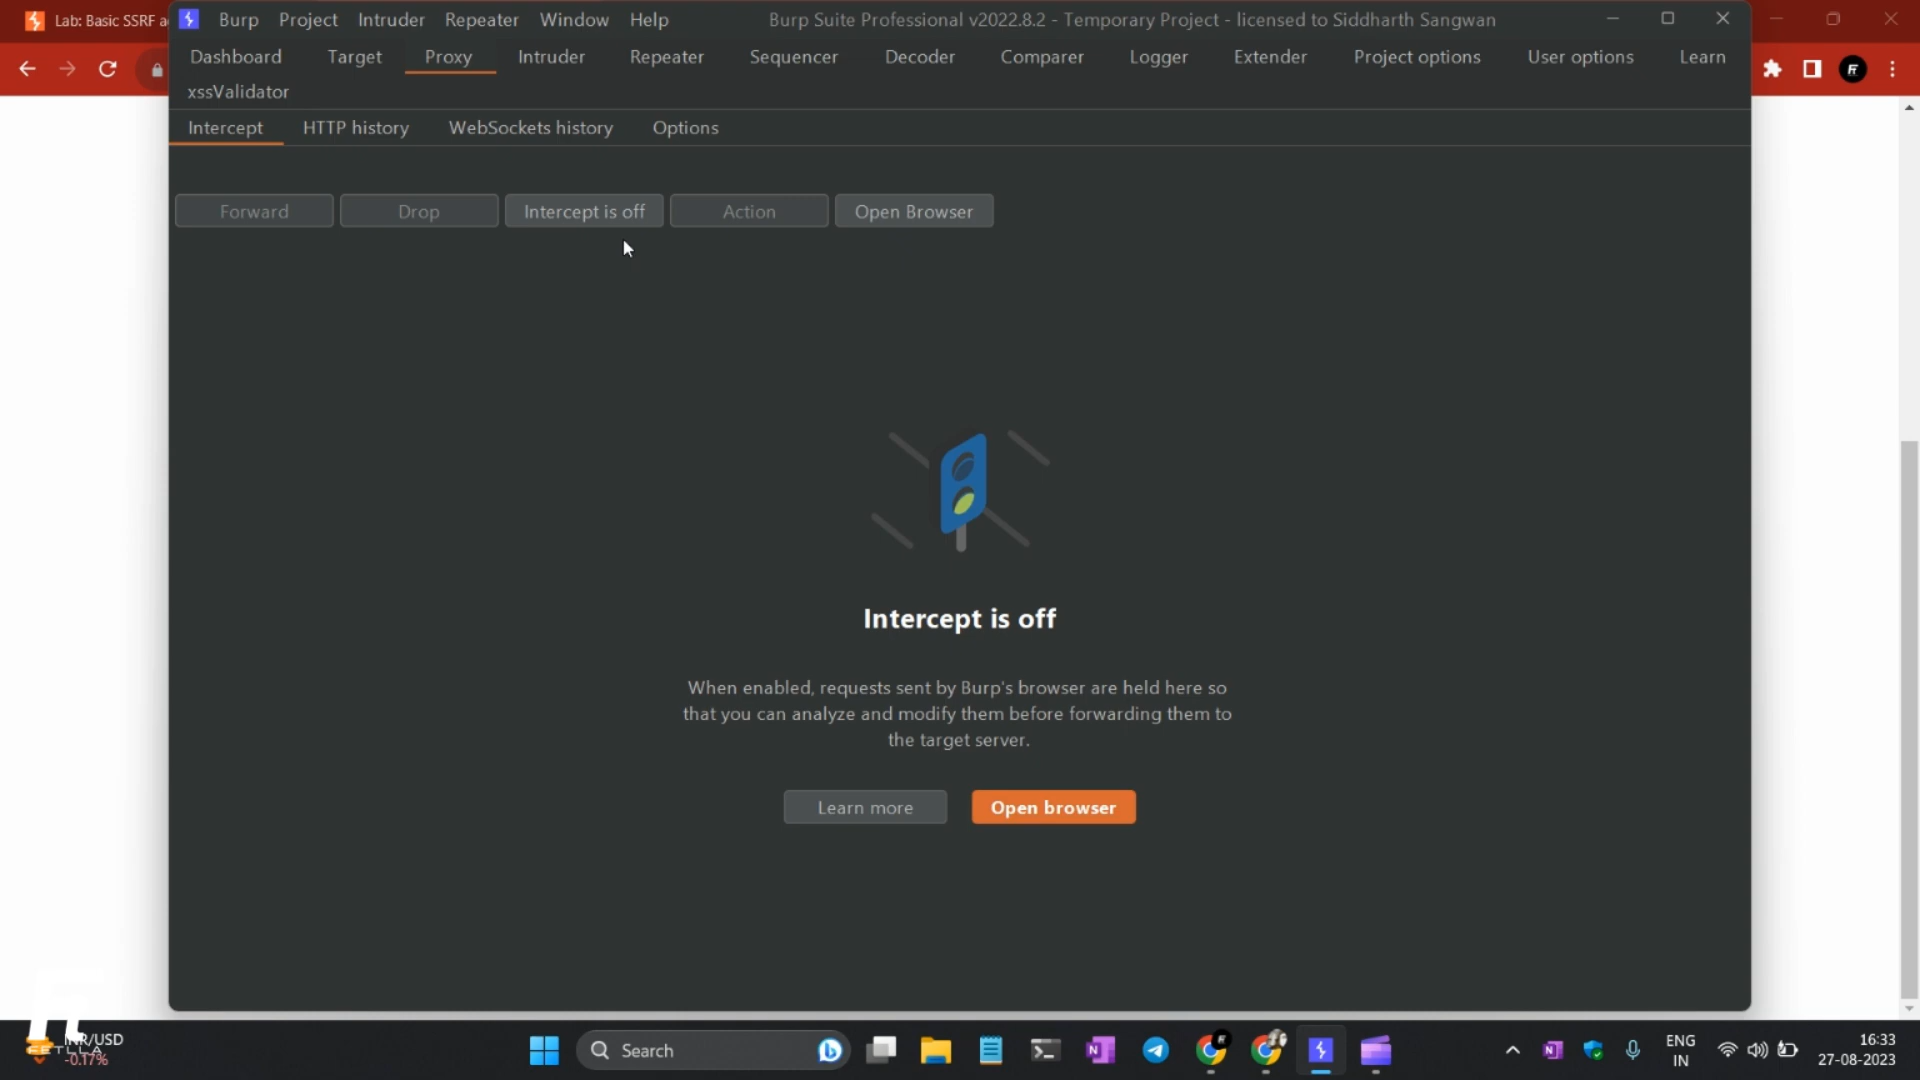 Lab: Basic SSRF a
Burp Project Intruder Repeater Window Help
Burp Suite Professional v2022.8.2 - Temporary Project - licensed to Siddharth Sangwan
Dashboard Target Proxy Intruder Repeater Sequencer Decoder Comparer Logger Extender Project options User options Learn
xssValidator
Intercept HTTP history WebSockets history Options
Forward Drop Intercept is off Action Open Browser
Intercept is off
When enabled, requests sent by Burp's browser are held here so
that you can analyze and modify them before forwarding them to
the target server.
Learn more Open browser
INR/USD
-0.17%
FETLLA
Search
ENG
IN
16:33
27-08-2023